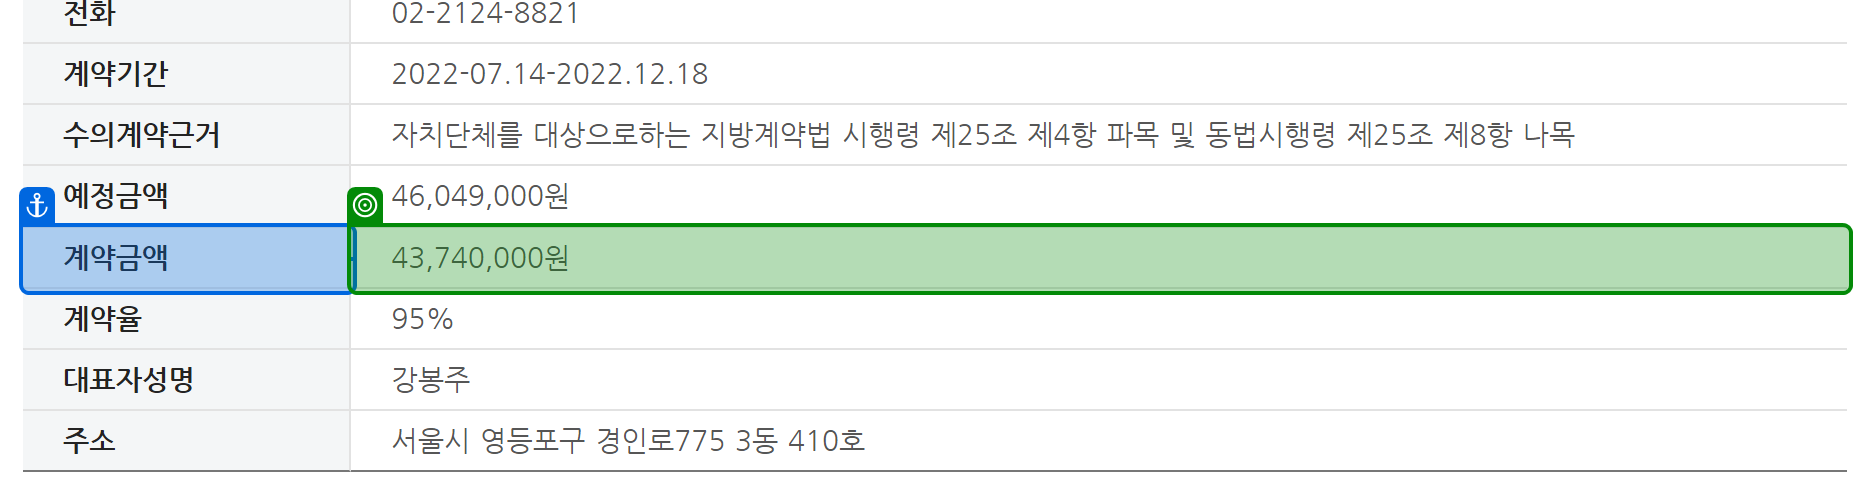 전화 02-2124-8821
계약기간 2022-07.14-2022.12.18
수의계약근거 자치단체를 대상으로하는 지방계약법 시행령 제25조 제4항 파목 및 동법시행령 제25조 제8항 나목
예정금액 46,049,000원
계약금액 43,740,000원
계약율 95%
대표자성명 강봉주
주소 서울시 영등포구 경인로775 3동 410호